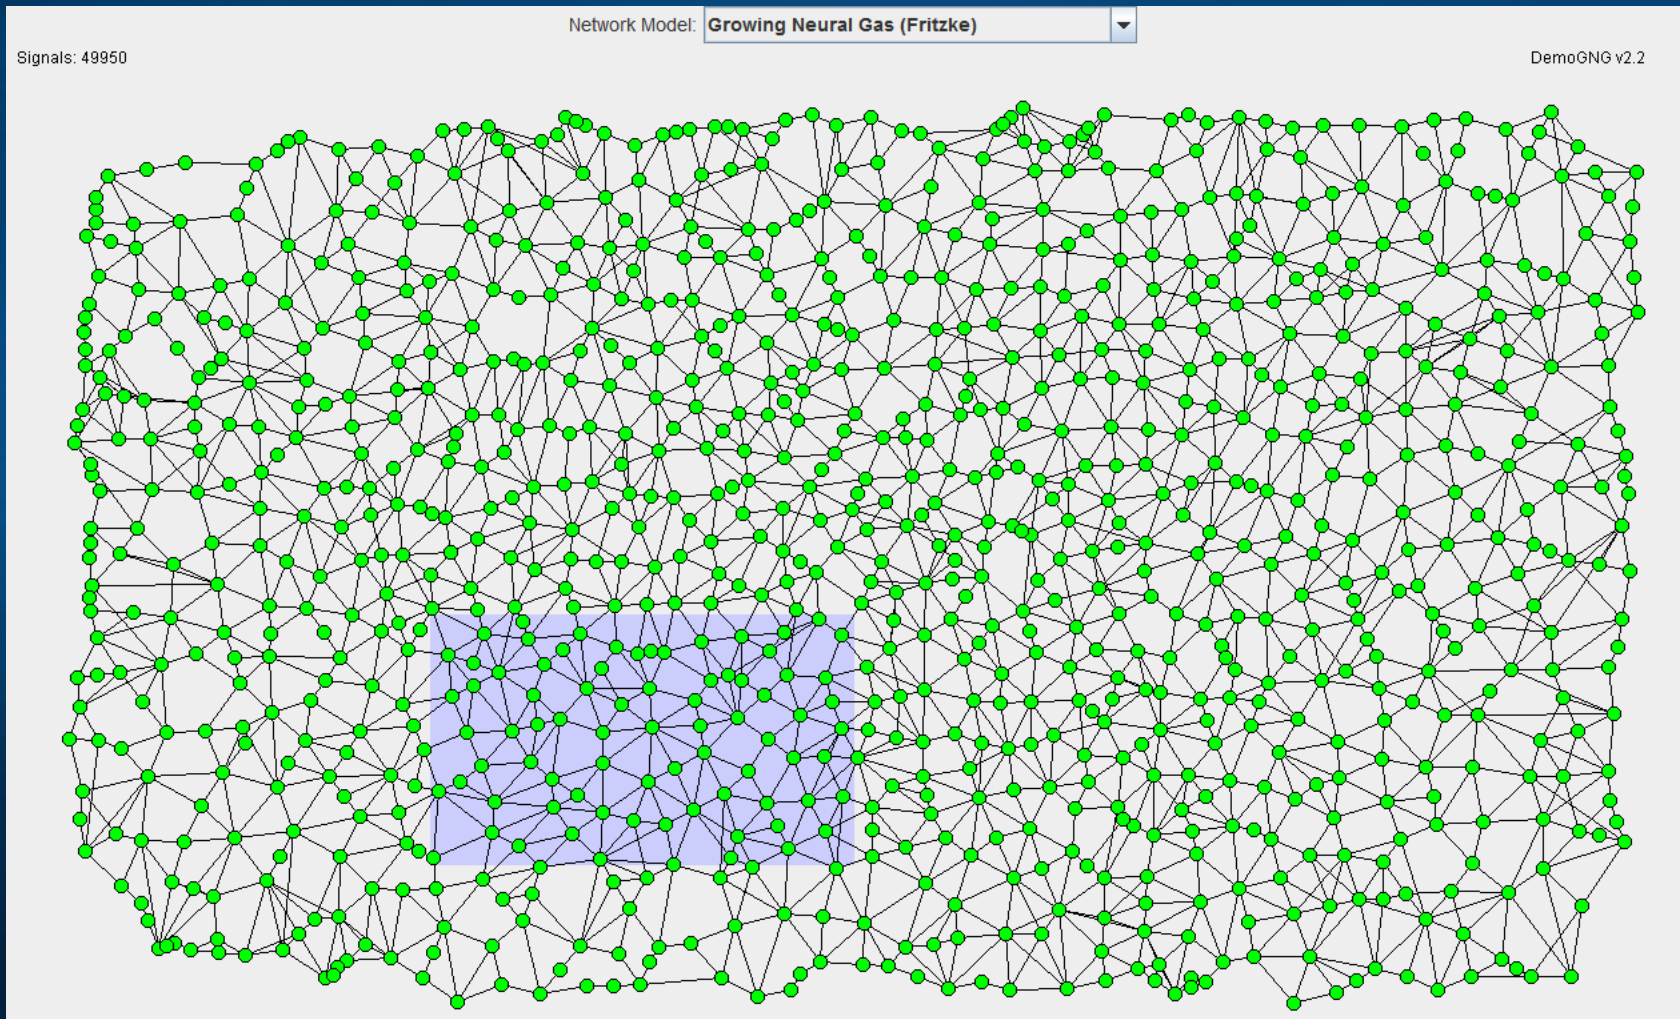 Network Model: Growing Neural Gas (Fritzke)
Signals: 49950
DemoGNG v2.2